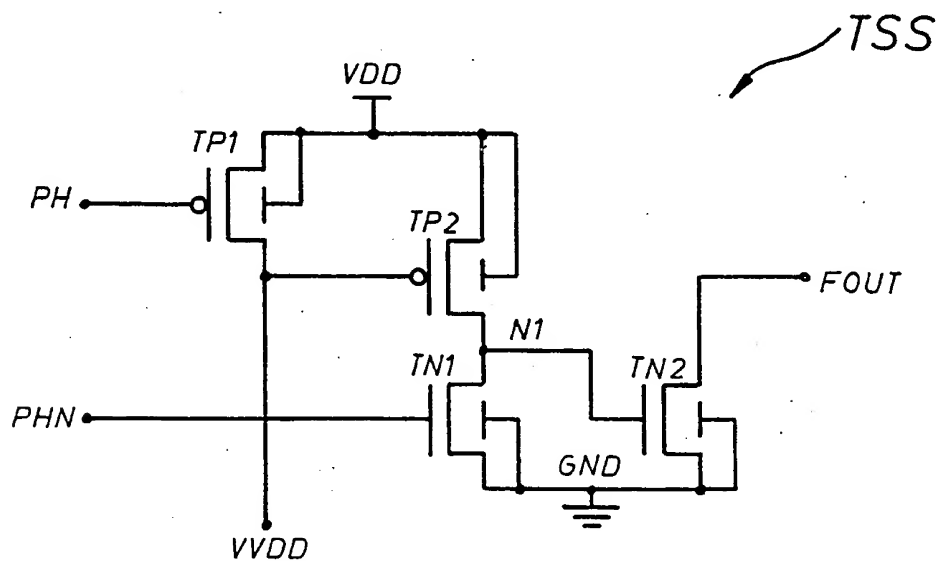 TSS
VDD
TP1
PH
TP2
FOUT
N1
TN1
TN2
PHN
GND
VVDD